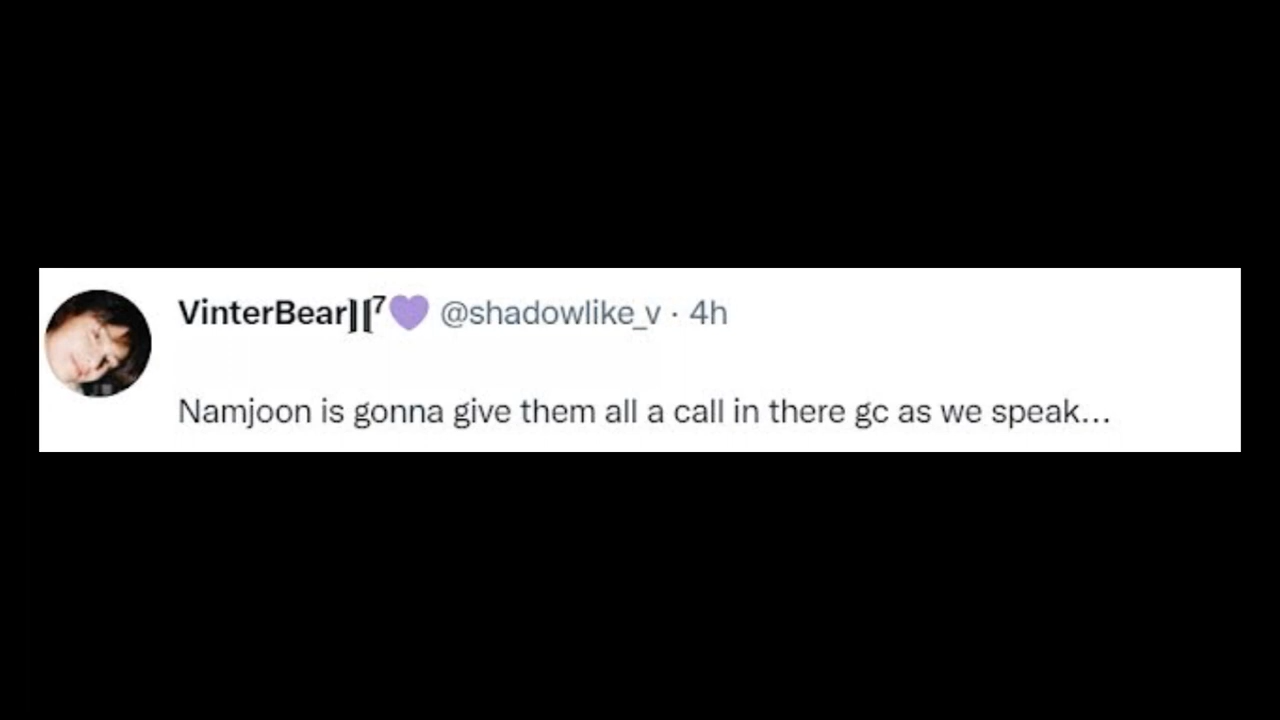 VinterBear⟭⟬⁷💜 @shadowlike_v · 4h
Namjoon is gonna give them all a call in there gc as we speak...